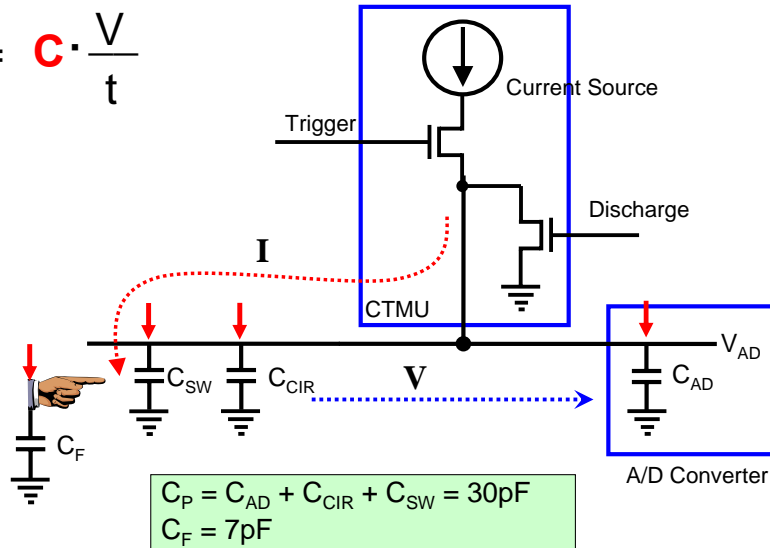 = C · V
t
Current Source
Trigger
Discharge
I
CTMU
V_AD
C_SW
C_CIR
V
C_AD
C_F
A/D Converter
C_P = C_AD + C_CIR + C_SW = 30pF
C_F = 7pF